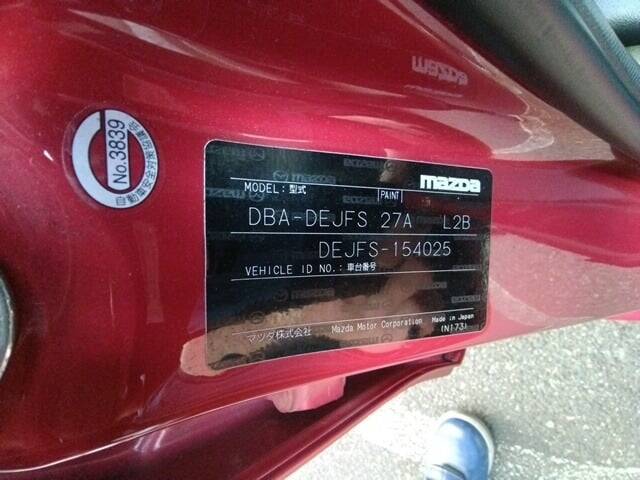 No.3839
mazda
MODEL:型式 PAINT
DBA-DEJFS 27A L2B
DEJFS-154025
VEHICLE ID NO.:車台番号
マツダ株式会社 Mazda Motor Corporation Made in Japan
(N173)